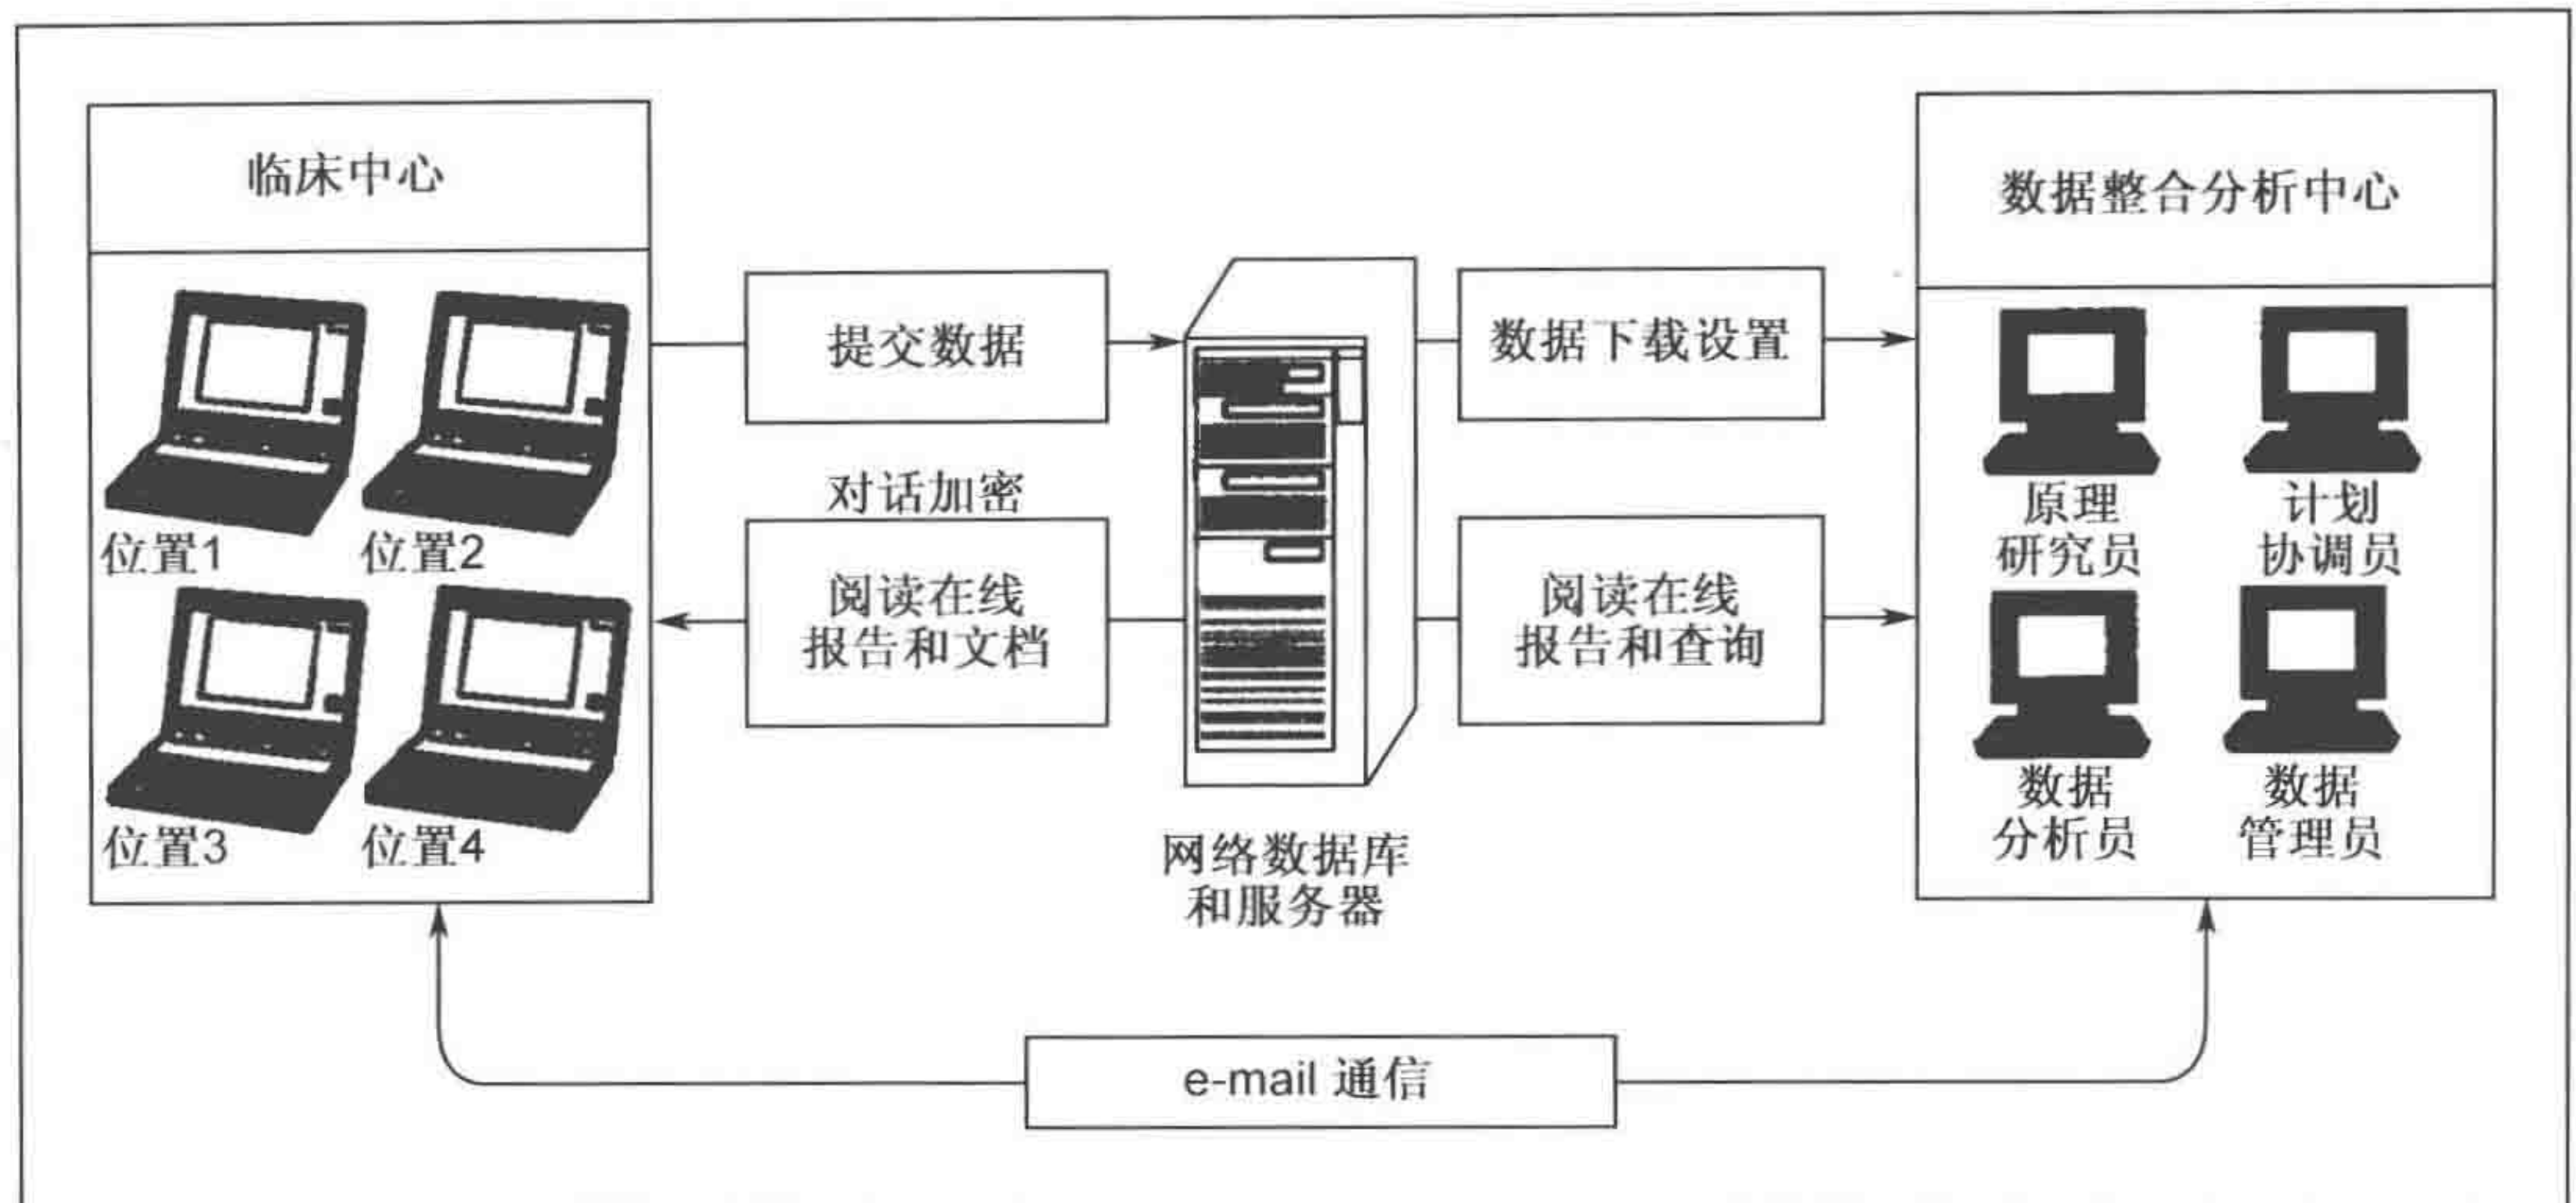 临床中心
位置1
位置2
位置3
位置4
提交数据
对话加密
阅读在线
报告和文档
网络数据库
和服务器
数据下载设置
阅读在线
报告和查询
数据整合分析中心
原理
研究员
计划
协调员
数据
分析员
数据
管理员
e-mail 通信